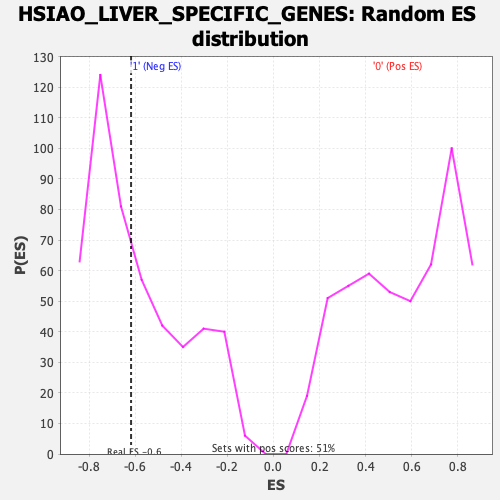 HSIAO_LIVER_SPECIFIC_GENES: Random ES
distribution
'1' (Neg ES)
'0' (Pos ES)
P(ES)
130
120
110
100
90
80
70
60
50
40
30
20
10
0
Real ES -0.6
Sets with pos scores: 51%
-0.8 -0.6 -0.4 -0.2 0.0 0.2 0.4 0.6 0.8
ES